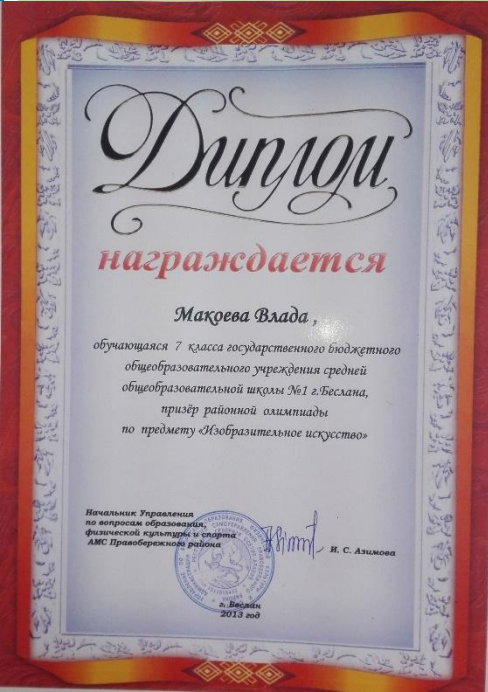 Диплом
награждается
Макоева Влада ,
обучающаяся 7 класса государственного бюджетного
общеобразовательного учреждения средней
общеобразовательной школы №1 г.Беслана,
призёр районной олимпиады
по предмету «Изобразительное искусство»
Начальник Управления
по вопросам образования,
физической культуры и спорта
АМС Правобережного района
И. С. Азимова
г. Беслан
2013 год